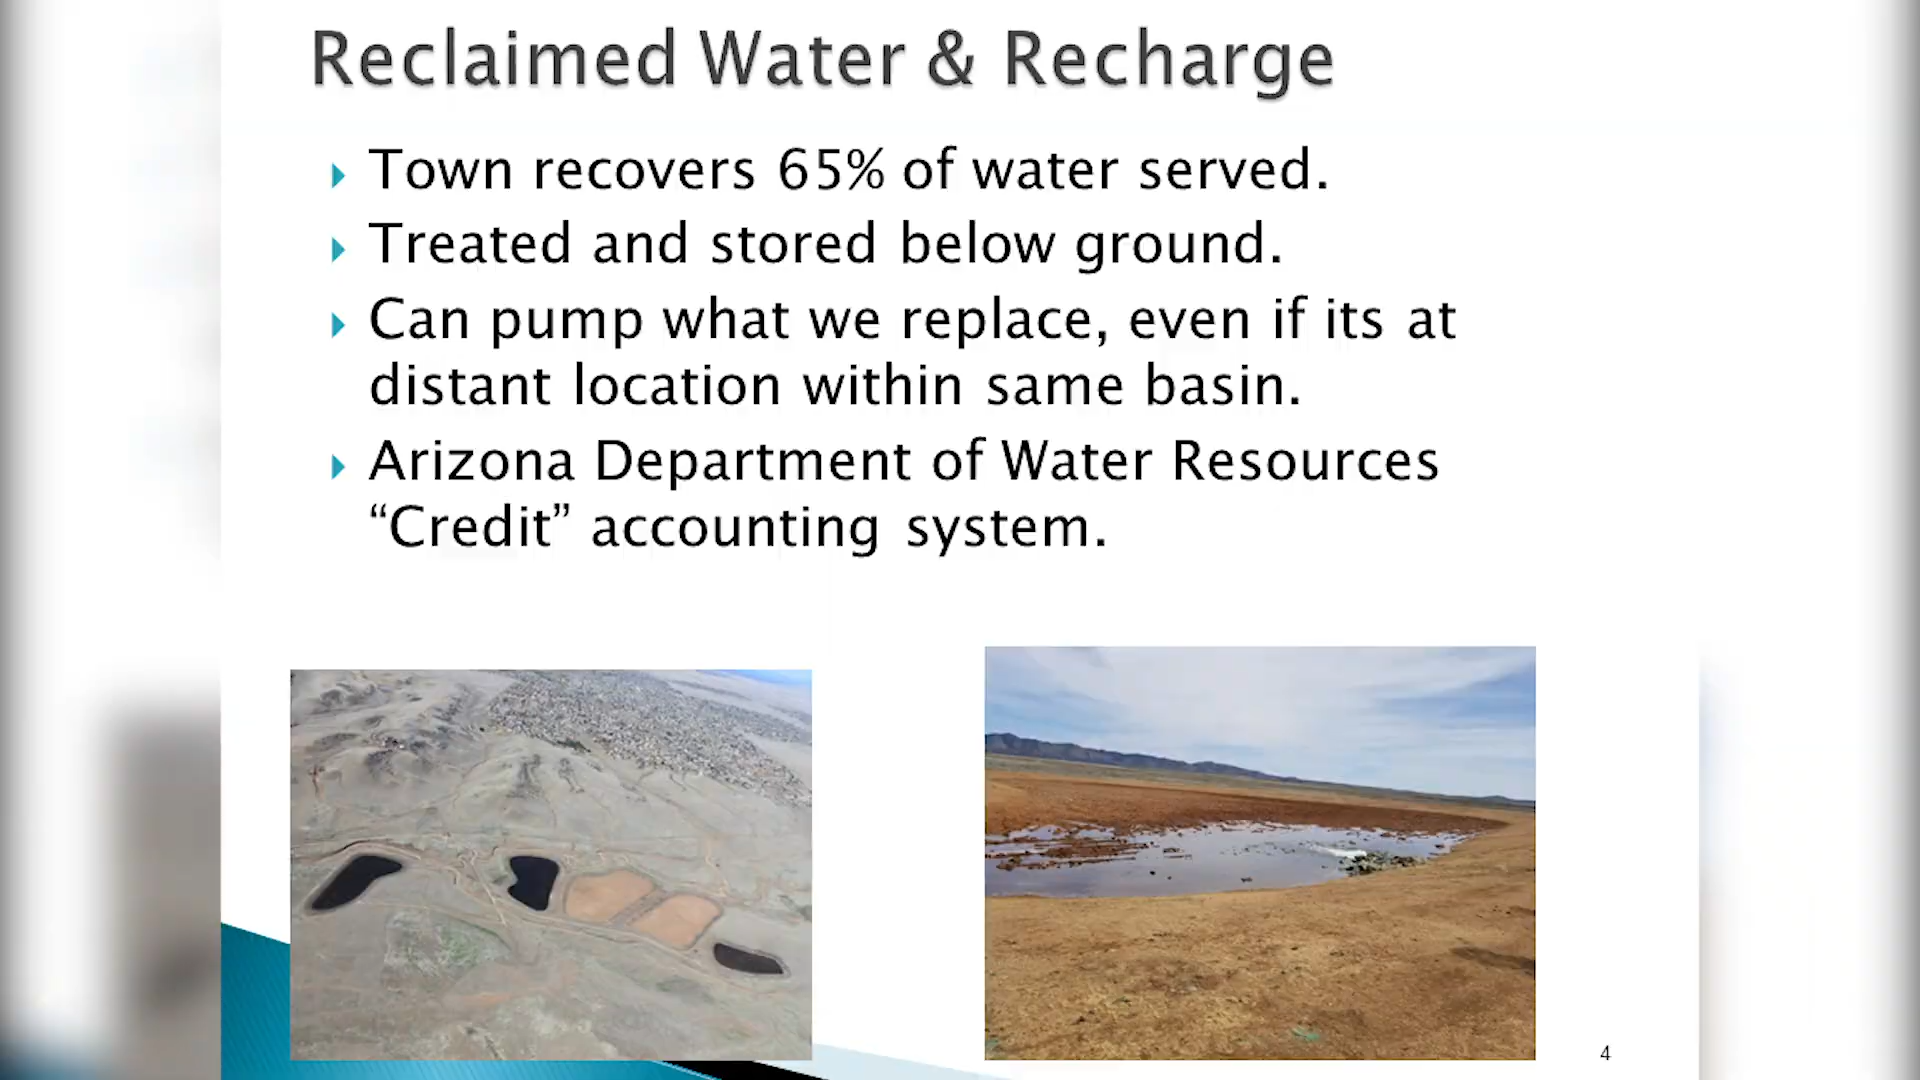 Reclaimed Water & Recharge
Town recovers 65% of water served.
Treated and stored below ground.
Can pump what we replace, even if its at
distant location within same basin.
Arizona Department of Water Resources
“Credit” accounting system.
4